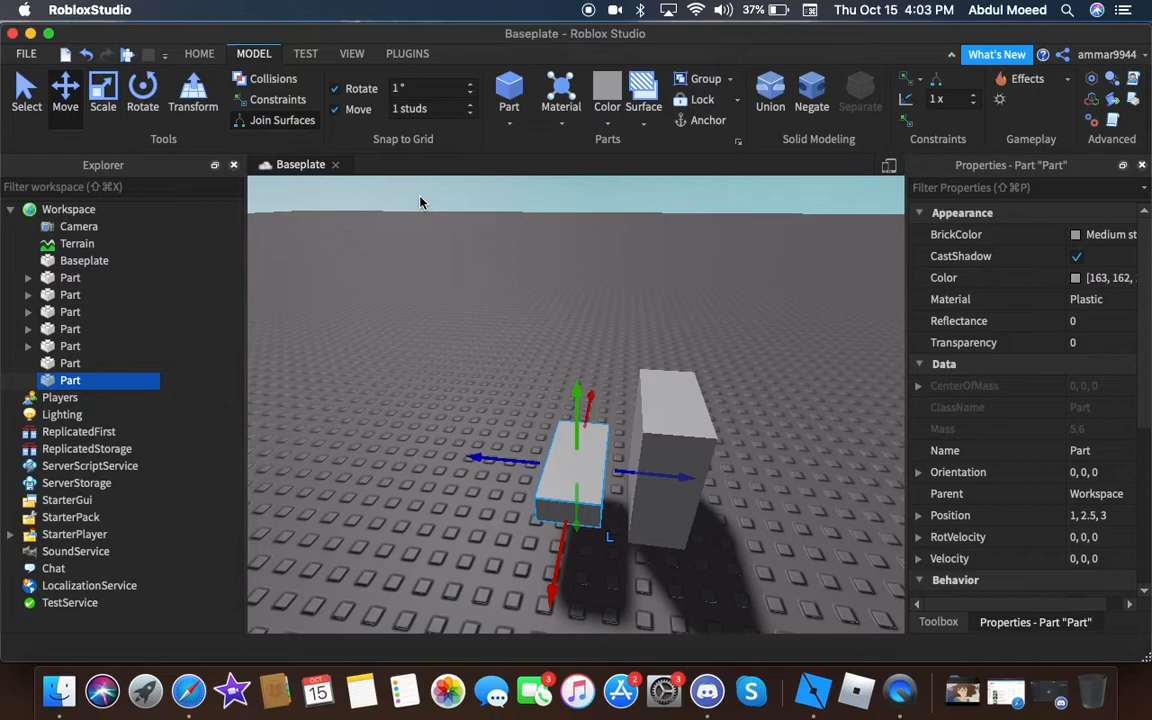 RobloxStudio 37% Thu Oct 15 4:03 PM Abdul Moeed
Baseplate - Roblox Studio
FILE HOME MODEL TEST VIEW PLUGINS What's New ammar9944
Select Move Scale Rotate Transform
Collisions
Constraints
Join Surfaces
Tools
Rotate 1°
Move 1 studs
Snap to Grid
Part Material Color Surface
Group
Lock
Anchor
Parts
Union Negate Separate
Solid Modeling
1 x
Constraints
Effects
Gameplay
Advanced
Explorer
Filter workspace (⇧⌘X)
Workspace
Camera
Terrain
Baseplate
Part
Part
Part
Part
Part
Part
Part
Players
Lighting
ReplicatedFirst
ReplicatedStorage
ServerScriptService
ServerStorage
StarterGui
StarterPack
StarterPlayer
SoundService
Chat
LocalizationService
TestService
Baseplate
L
Properties - Part "Part"
Filter Properties (⇧⌘P)
Appearance
BrickColor Medium st
CastShadow
Color [163, 162,
Material Plastic
Reflectance 0
Transparency 0
Data
CenterOfMass 0, 0, 0
ClassName Part
Mass 5.6
Name Part
Orientation 0, 0, 0
Parent Workspace
Position 1, 2.5, 3
RotVelocity 0, 0, 0
Velocity 0, 0, 0
Behavior
Toolbox Properties - Part "Part"
OCT
15
3
2
3